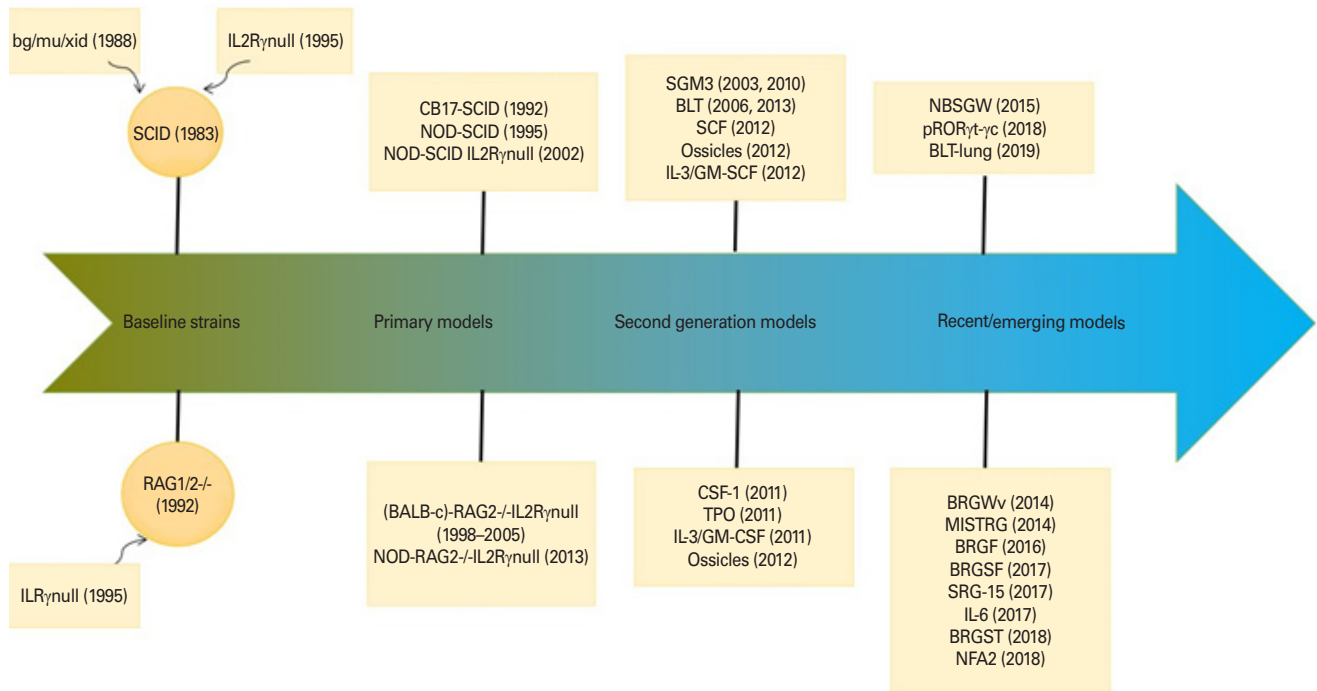 bg/mu/xid (1988)
IL2Rγnull (1995)
SCID (1983)
CB17-SCID (1992)
NOD-SCID (1995)
NOD-SCID IL2Rγnull (2002)
SGM3 (2003, 2010)
BLT (2006, 2013)
SCF (2012)
Ossicles (2012)
IL-3/GM-SCF (2012)
NBSGW (2015)
pRORγt-γc (2018)
BLT-lung (2019)
Baseline strains
Primary models
Second generation models
Recent/emerging models
RAG1/2-/-
(1992)
ILRγnull (1995)
(BALB-c)-RAG2-/-IL2Rγnull
(1998–2005)
NOD-RAG2-/-IL2Rγnull (2013)
CSF-1 (2011)
TPO (2011)
IL-3/GM-CSF (2011)
Ossicles (2012)
BRGWv (2014)
MISTRG (2014)
BRGF (2016)
BRGSF (2017)
SRG-15 (2017)
IL-6 (2017)
BRGST (2018)
NFA2 (2018)